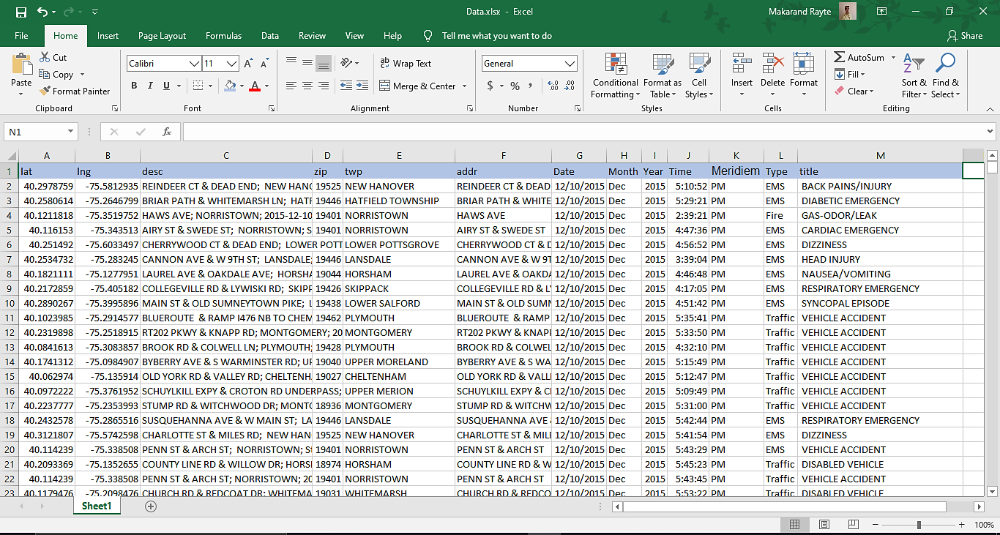 Data.xlsx - Excel
Makarand Rayte
File Home Insert Page Layout Formulas Data Review View Help Tell me what you want to do Share
Paste Cut Copy Format Painter
Calibri 11 B I U A A A
ab Wrap Text Merge & Center
General $ % , .00 .0
Conditional Formatting Format as Table Cell Styles
Insert Delete Format
AutoSum Fill Clear Sort & Filter Find & Select
Clipboard Font Alignment Number Styles Cells Editing
N1 fx
A B C D E F G H I J K L M
1 lat lng desc zip twp addr Date Month Year Time Meridiem Type title
2 40.2978759 -75.5812935 REINDEER CT & DEAD END; NEW HAN 19525 NEW HANOVER REINDEER CT & DEAD 12/10/2015 Dec 2015 5:10:52 PM EMS BACK PAINS/INJURY
3 40.2580614 -75.2646799 BRIAR PATH & WHITEMARSH LN; HATF 19446 HATFIELD TOWNSHIP BRIAR PATH & WHITE 12/10/2015 Dec 2015 5:29:21 PM EMS DIABETIC EMERGENCY
4 40.1211818 -75.3519752 HAWS AVE; NORRISTOWN; 2015-12-10 19401 NORRISTOWN HAWS AVE 12/10/2015 Dec 2015 2:39:21 PM Fire GAS-ODOR/LEAK
5 40.116153 -75.343513 AIRY ST & SWEDE ST; NORRISTOWN; S 19401 NORRISTOWN AIRY ST & SWEDE ST 12/10/2015 Dec 2015 4:47:36 PM EMS CARDIAC EMERGENCY
6 40.251492 -75.6033497 CHERRYWOOD CT & DEAD END; LOWER POTT LOWER POTTSGROVE CHERRYWOOD CT & D 12/10/2015 Dec 2015 4:56:52 PM EMS DIZZINESS
7 40.2534732 -75.283245 CANNON AVE & W 9TH ST; LANSDALE; 19446 LANSDALE CANNON AVE & W 9T 12/10/2015 Dec 2015 3:39:04 PM EMS HEAD INJURY
8 40.1821111 -75.1277951 LAUREL AVE & OAKDALE AVE; HORSHA 19044 HORSHAM LAUREL AVE & OAKDA 12/10/2015 Dec 2015 4:46:48 PM EMS NAUSEA/VOMITING
9 40.2172859 -75.405182 COLLEGEVILLE RD & LYWISKI RD; SKIPP 19426 SKIPPACK COLLEGEVILLE RD & LY 12/10/2015 Dec 2015 4:17:05 PM EMS RESPIRATORY EMERGENCY
10 40.2890267 -75.3995896 MAIN ST & OLD SUMNEYTOWN PIKE; L 19438 LOWER SALFORD MAIN ST & OLD SUMN 12/10/2015 Dec 2015 4:51:42 PM EMS SYNCOPAL EPISODE
11 40.1023985 -75.2914577 BLUEROUTE & RAMP I476 NB TO CHEM 19462 PLYMOUTH BLUEROUTE & RAMP 12/10/2015 Dec 2015 5:35:41 PM Traffic VEHICLE ACCIDENT
12 40.2319898 -75.2518915 RT202 PKWY & KNAPP RD; MONTGOMERY; 20 MONTGOMERY RT202 PKWY & KNAPI 12/10/2015 Dec 2015 5:33:50 PM Traffic VEHICLE ACCIDENT
13 40.0841613 -75.3083857 BROOK RD & COLWELL LN; PLYMOUTH; 19428 PLYMOUTH BROOK RD & COLWEL 12/10/2015 Dec 2015 4:32:10 PM Traffic VEHICLE ACCIDENT
14 40.1741312 -75.0984907 BYBERRY AVE & S WARMINSTER RD; UP 19040 UPPER MORELAND BYBERRY AVE & S WA 12/10/2015 Dec 2015 5:15:49 PM Traffic VEHICLE ACCIDENT
15 40.062974 -75.135914 OLD YORK RD & VALLEY RD; CHELTENH 19027 CHELTENHAM OLD YORK RD & VALL 12/10/2015 Dec 2015 5:12:47 PM Traffic VEHICLE ACCIDENT
16 40.0972222 -75.3761952 SCHUYLKILL EXPY & CROTON RD UNDERPASS; UPPER MERION SCHUYLKILL EXPY & C 12/10/2015 Dec 2015 5:09:49 PM Traffic VEHICLE ACCIDENT
17 40.2237777 -75.2353993 STUMP RD & WITCHWOOD DR; MONTG 18936 MONTGOMERY STUMP RD & WITCHW 12/10/2015 Dec 2015 5:31:00 PM Traffic VEHICLE ACCIDENT
18 40.2432578 -75.2865516 SUSQUEHANNA AVE & W MAIN ST; LA 19446 LANSDALE SUSQUEHANNA AVE 12/10/2015 Dec 2015 5:42:44 PM EMS RESPIRATORY EMERGENCY
19 40.3121807 -75.5742598 CHARLOTTE ST & MILES RD; NEW HAN 19525 NEW HANOVER CHARLOTTE ST & MILE 12/10/2015 Dec 2015 5:41:54 PM EMS DIZZINESS
20 40.114239 -75.338508 PENN ST & ARCH ST; NORRISTOWN; St 19401 NORRISTOWN PENN ST & ARCH ST 12/10/2015 Dec 2015 5:43:29 PM EMS VEHICLE ACCIDENT
21 40.2093369 -75.1352655 COUNTY LINE RD & WILLOW DR; HORS 18974 HORSHAM COUNTY LINE RD & W 12/10/2015 Dec 2015 5:45:23 PM Traffic DISABLED VEHICLE
22 40.114239 -75.338508 PENN ST & ARCH ST; NORRISTOWN; 20 19401 NORRISTOWN PENN ST & ARCH ST 12/10/2015 Dec 2015 5:43:45 PM Traffic VEHICLE ACCIDENT
23 40.1179476 -75.2098476 CHURCH RD & REDCOAT DR; WHITEMA 19031 WHITEMARSH CHURCH RD & REDCO 12/10/2015 Dec 2015 5:53:22 PM Traffic DISABLED VEHICLE
Sheet1
100%